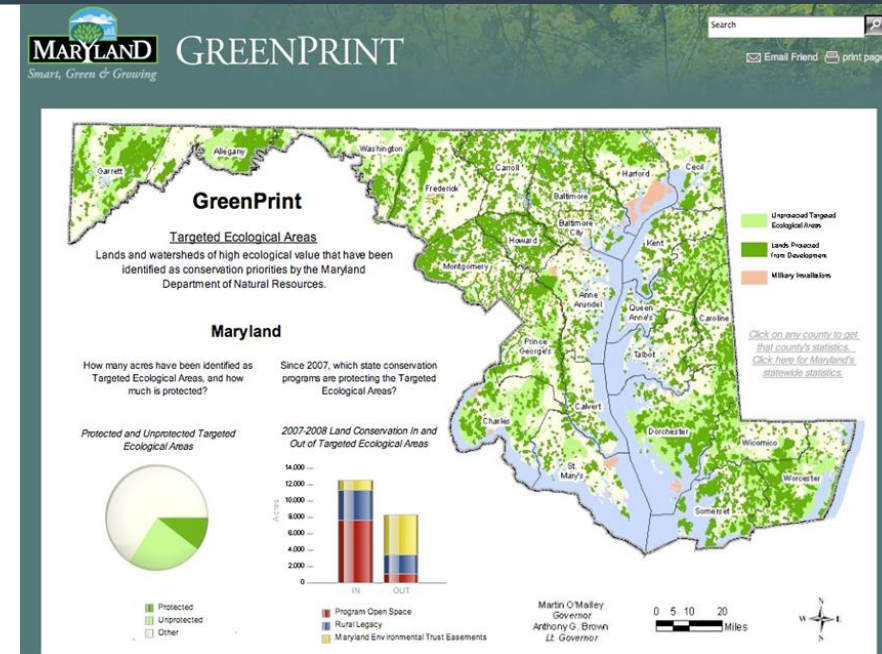 MARYLAND
Smart, Green & Growing
GREENPRINT
Search
Email Friend
print page
Garrett
Allegany
Washington
Frederick
Carroll
Baltimore
Harford
Cecil
Baltimore
City
Howard
Kent
Montgomery
Anne
Arundel
Queen
Anne's
Caroline
Prince
George's
Talbot
Calvert
Charles
Dorchester
Wicomico
St.
Mary's
Worcester
Somerset
GreenPrint
Targeted Ecological Areas
Lands and watersheds of high ecological value that have been
identified as conservation priorities by the Maryland
Department of Natural Resources.
Unprotected Targeted
Ecological Areas
Lands Protected
from Development
Military Installations
Click on any county to get
that county's statistics.
Click here for Maryland's
statewide statistics.
Maryland
How many acres have been identified as
Targeted Ecological Areas, and how
much is protected?
Since 2007, which state conservation
programs are protecting the Targeted
Ecological Areas?
Protected and Unprotected Targeted
Ecological Areas
Protected
Unprotected
Other
2007-2008 Land Conservation In and
Out of Targeted Ecological Areas
Acres
14.000
12.000
10.000
8.000
6.000
4.000
2.000
0
IN
OUT
Program Open Space
Rural Legacy
Maryland Environmental Trust Easements
Martin O'Malley
Governor
Anthony G. Brown
Lt. Governor
0 5 10 20
Miles
N
W
E
S